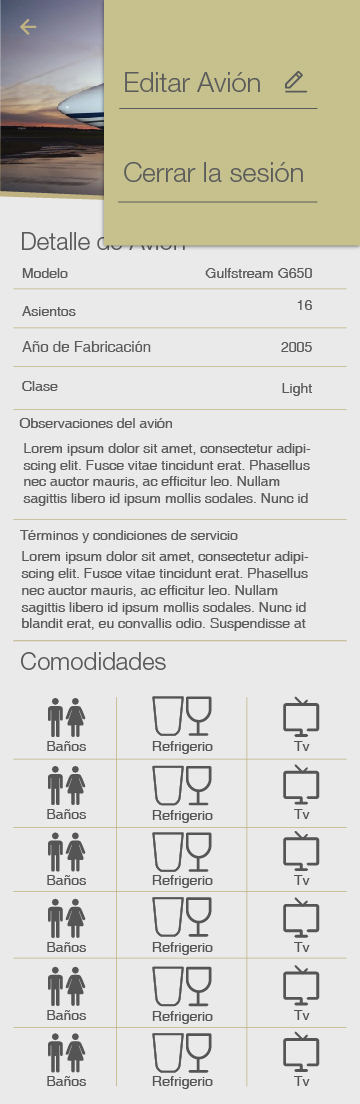 Editar Avión
Cerrar la sesión
Detalle de Avión
Modelo Gulfstream G650
Asientos 16
Año de Fabricación 2005
Clase Light
Observaciones del avión
Lorem ipsum dolor sit amet, consectetur adipi-
scing elit. Fusce vitae tincidunt erat. Phasellus
nec auctor mauris, ac efficitur leo. Nullam
sagittis libero id ipsum mollis sodales. Nunc id
Términos y condiciones de servicio
Lorem ipsum dolor sit amet, consectetur adipi-
scing elit. Fusce vitae tincidunt erat. Phasellus
nec auctor mauris, ac efficitur leo. Nullam
sagittis libero id ipsum mollis sodales. Nunc id
blandit erat, eu convallis odio. Suspendisse at
Comodidades
Baños Refrigerio Tv
Baños Refrigerio Tv
Baños Refrigerio Tv
Baños Refrigerio Tv
Baños Refrigerio Tv
Baños Refrigerio Tv